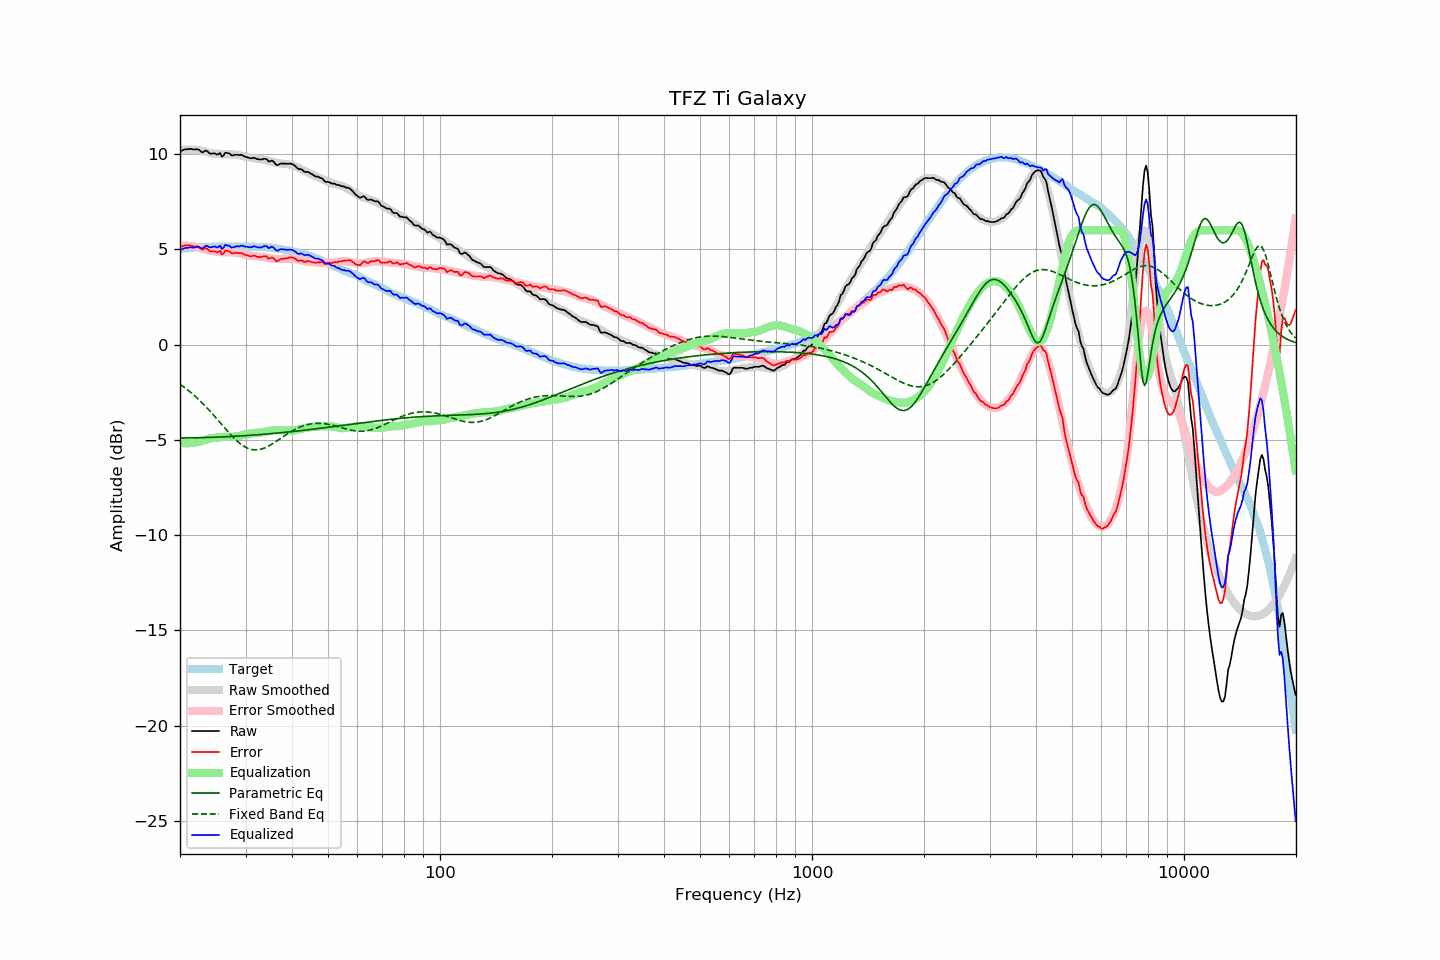 TFZ Ti Galaxy
10
5
0
−5
−10
−15
−20
−25
Amplitude (dBr)
Target
Raw Smoothed
Error Smoothed
Raw
Error
Equalization
Parametric Eq
Fixed Band Eq
Equalized
100
1000
10000
Frequency (Hz)